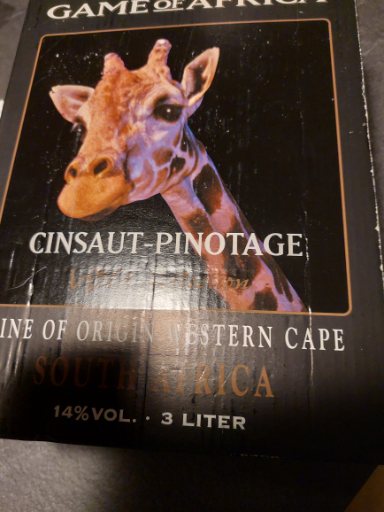 GAME OF AFRICA
CINSAUT-PINOTAGE
INE OF ORIGIN WESTERN CAPE
SOUTH AFRICA
14%VOL. · 3 LITER